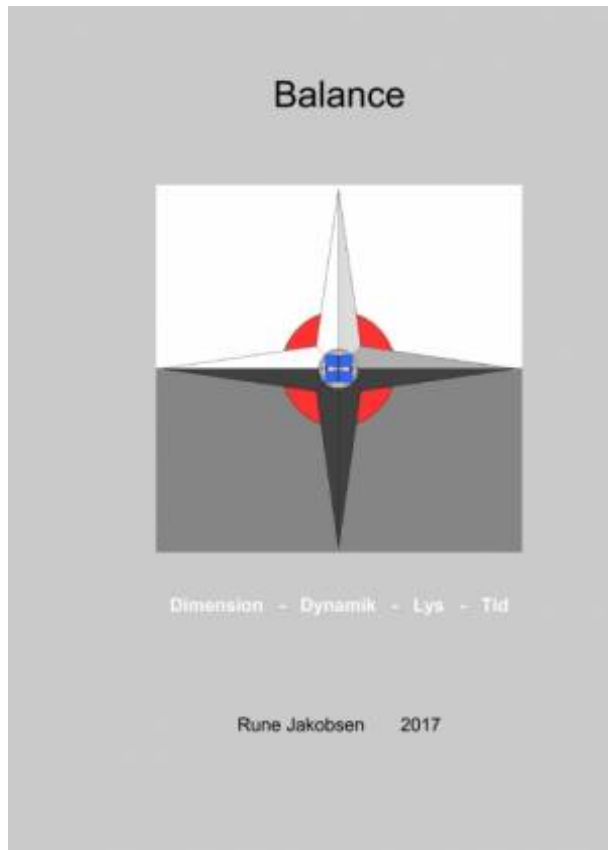 Balance
Dimension - Dynamik - Lys - Tid
Rune Jakobsen 2017